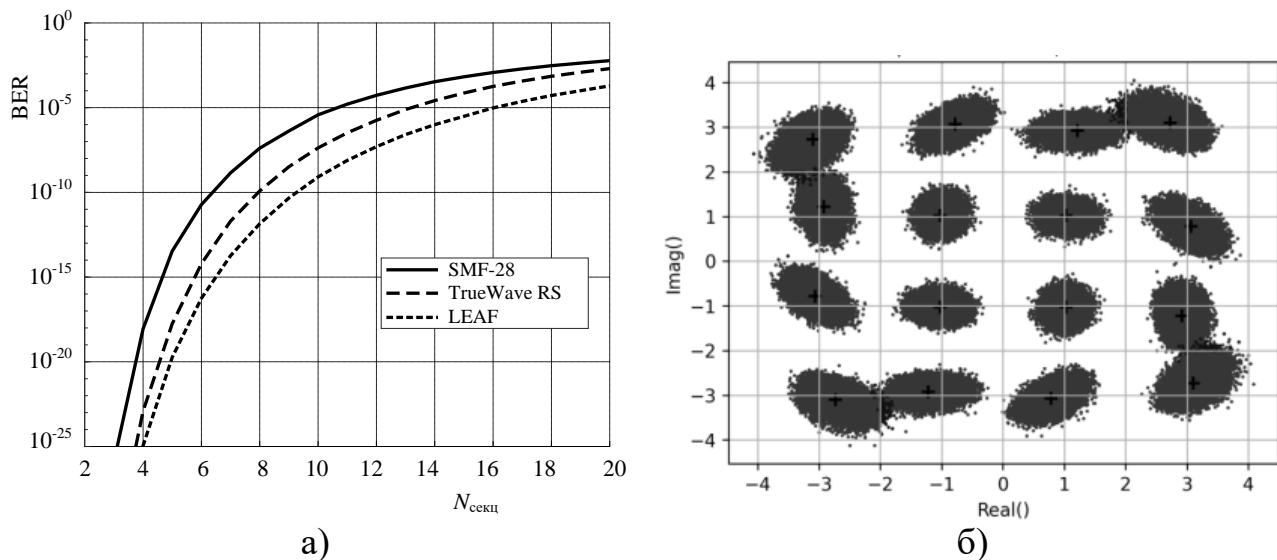 10^0
10^-5
10^-10
10^-15
10^-20
10^-25
BER
2 4 6 8 10 12 14 16 18 20
N секц
SMF-28
TrueWave RS
LEAF
а)
4
3
2
1
0
−1
−2
−3
−4
Imag()
−4 −3 −2 −1 0 1 2 3 4
Real()
б)